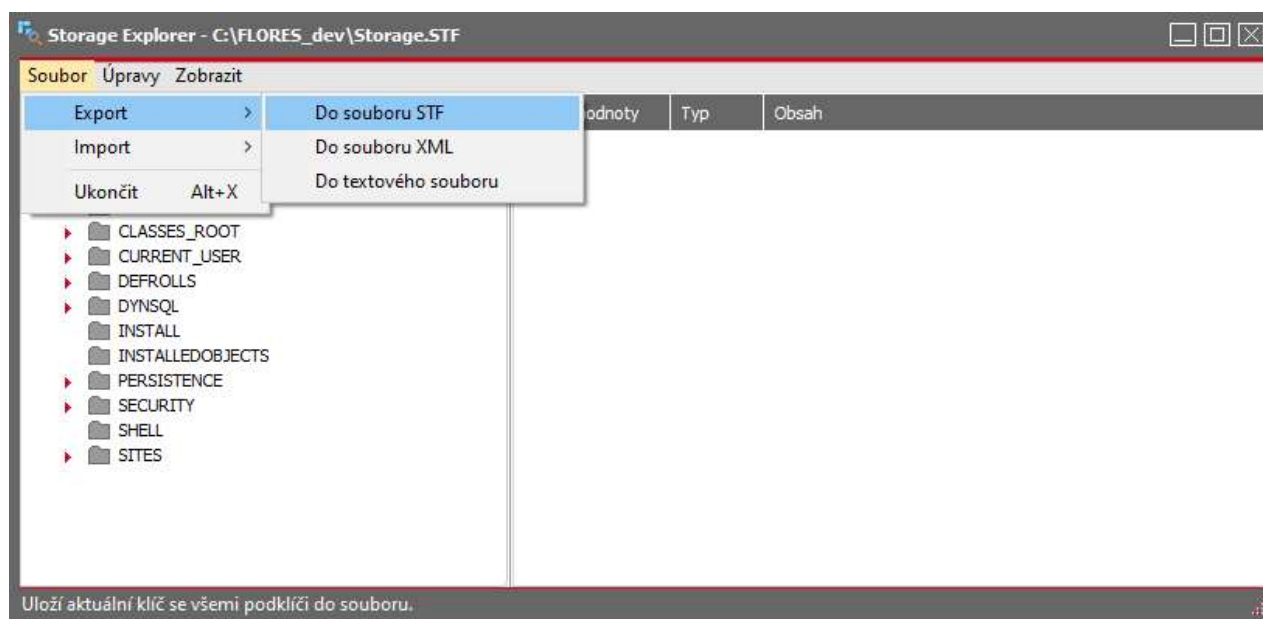 Storage Explorer - C:\FLORES_dev\Storage.STF
Soubor Úpravy Zobrazit
Export > Do souboru STF
Typ Obsah
Import > Do souboru XML
Do textového souboru
Ukončit Alt+X
CLASSES_ROOT
CURRENT_USER
DEFROLLS
DYNSQL
INSTALL
INSTALLEDOBJECTS
PERSISTENCE
SECURITY
SHELL
SITES
Uloží aktuální klíč se všemi podklíči do souboru.